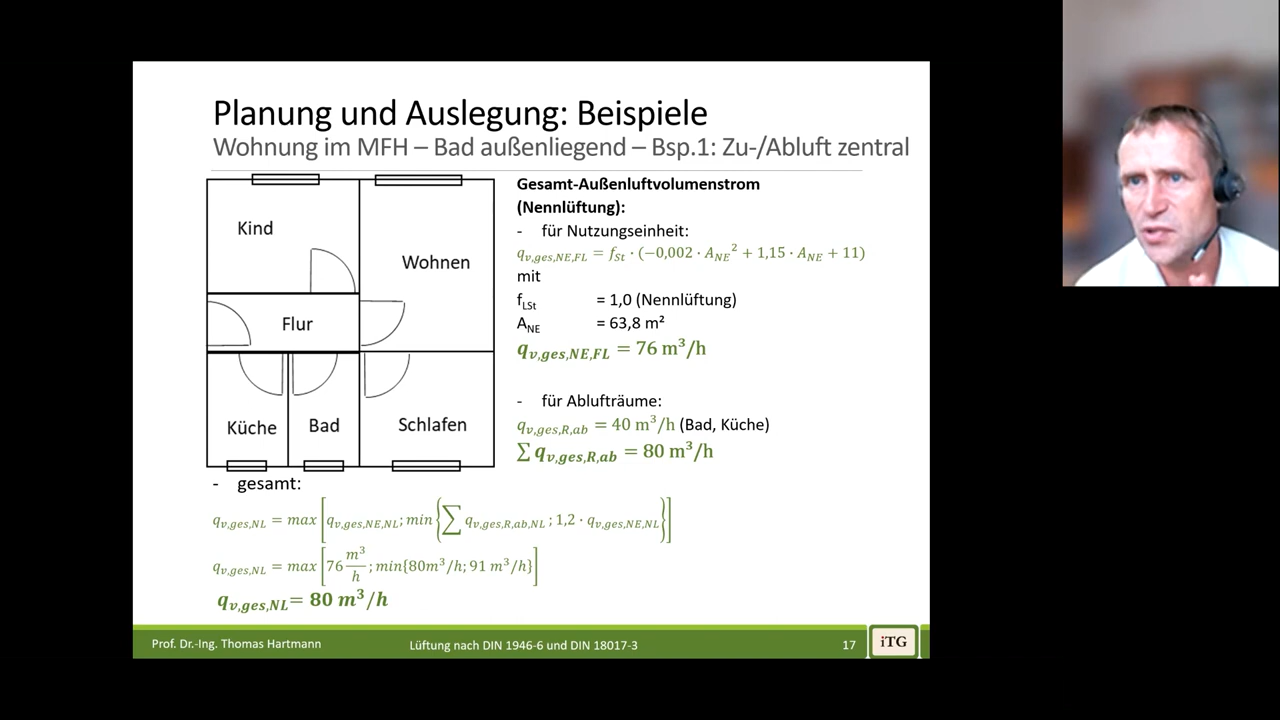 Planung und Auslegung: Beispiele
Wohnung im MFH – Bad außenliegend – Bsp.1: Zu-/Abluft zentral
Kind
Wohnen
Flur
Küche
Bad
Schlafen
Gesamt-Außenluftvolumenstrom
(Nennlüftung):
- für Nutzungseinheit:
q_{v,ges,NE,FL} = f_{St} · (−0,002 · A_{NE}² + 1,15 · A_{NE} + 11)
mit
f_{LSt} = 1,0 (Nennlüftung)
A_{NE} = 63,8 m²
q_{v,ges,NE,FL} = 76 m³/h
- für Ablufträume:
q_{v,ges,R,ab} = 40 m³/h (Bad, Küche)
∑ q_{v,ges,R,ab} = 80 m³/h
- gesamt:
q_{v,ges,NL} = max [q_{v,ges,NE,NL}; min {∑ q_{v,ges,R,ab,NL} ; 1,2 · q_{v,ges,NE,NL}}]
q_{v,ges,NL} = max [76 m³/h ; min{80m³/h; 91 m³/h}]
q_{v,ges,NL} = 80 m³/h
Prof. Dr.-Ing. Thomas Hartmann
Lüftung nach DIN 1946-6 und DIN 18017-3
17
iTG